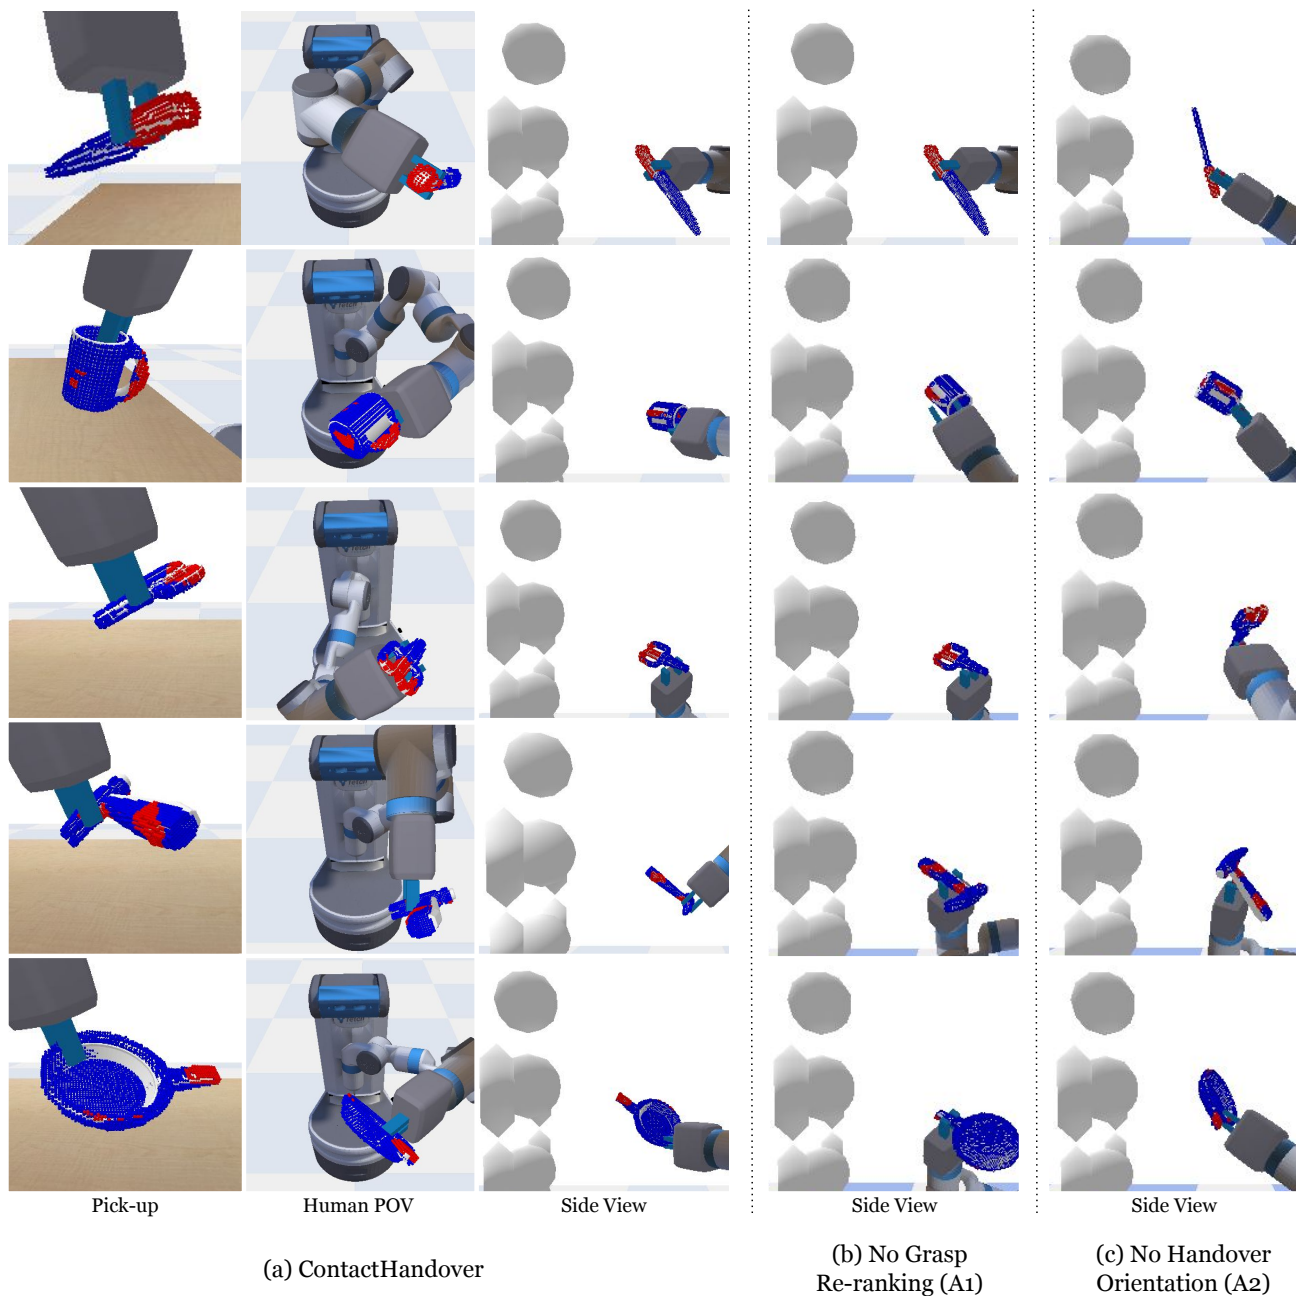 Pick-up
Human POV
Side View
Side View
Side View
(a) ContactHandover
(b) No Grasp
Re-ranking (A1)
(c) No Handover
Orientation (A2)